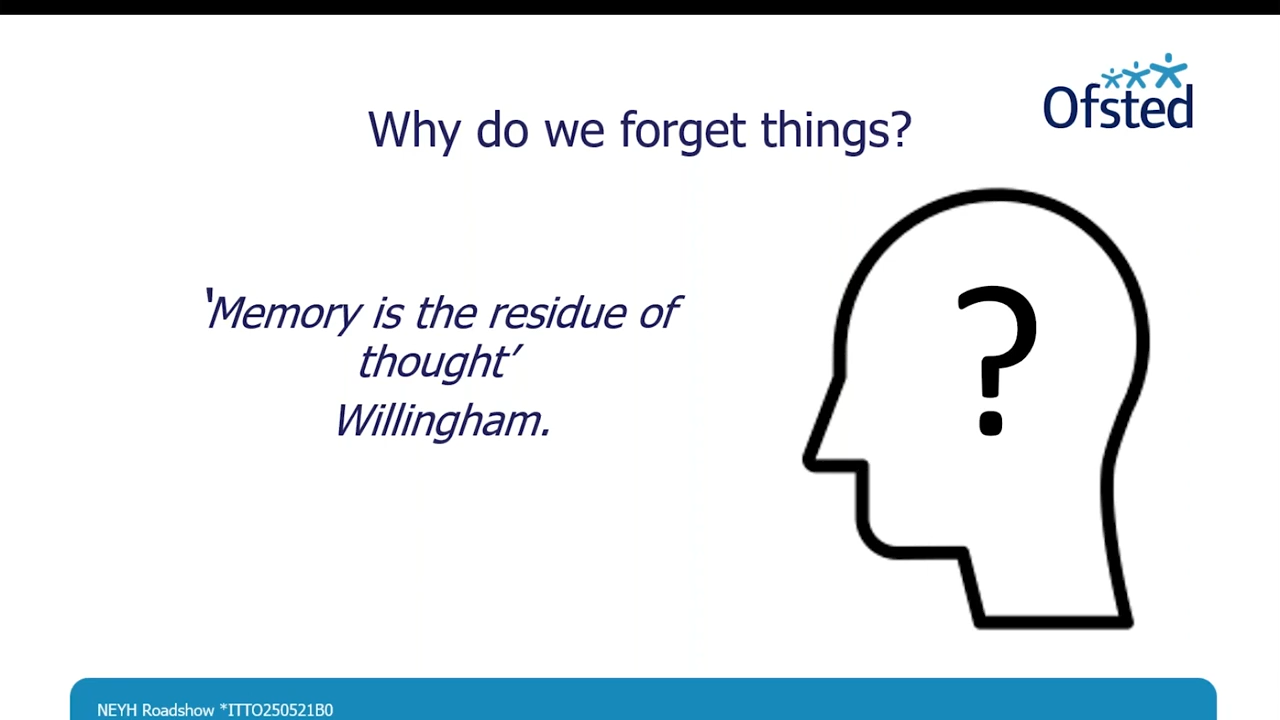 Ofsted
Why do we forget things?
‘Memory is the residue of
thought’
Willingham.
?
NEYH Roadshow *ITTO250521B0